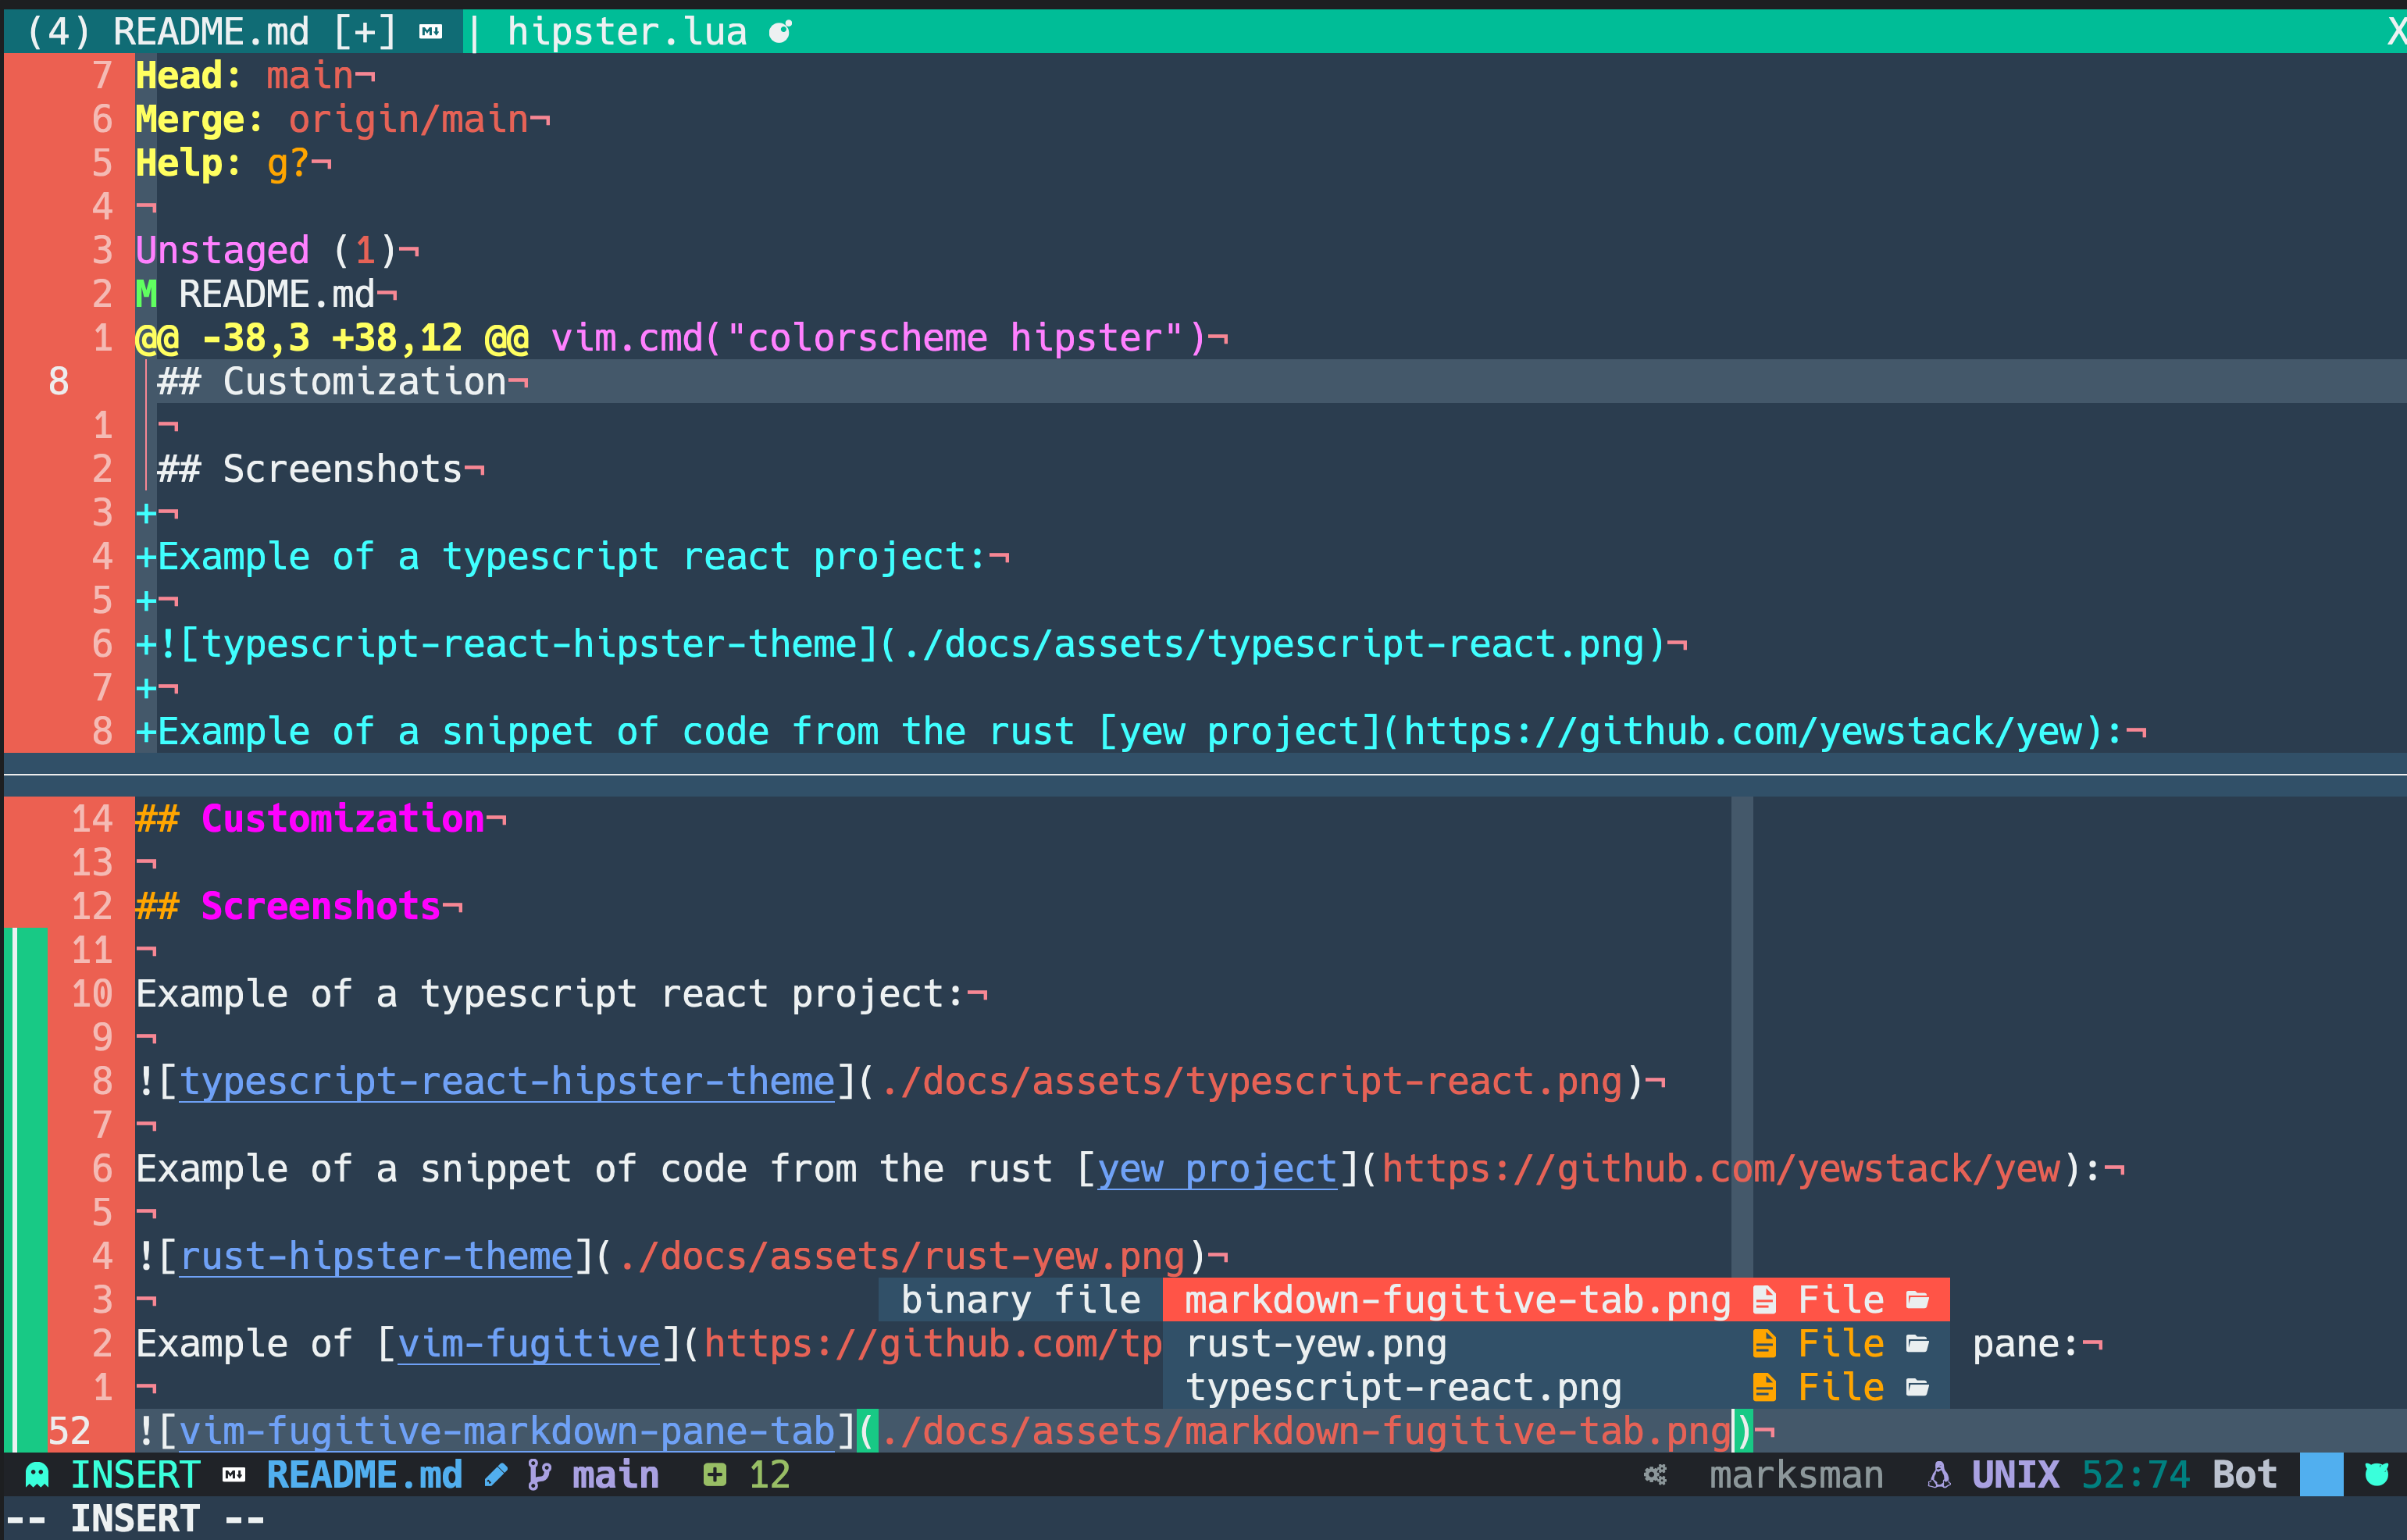 (4) README.md [+] | hipster.lua X
7 Head: main¬
6 Merge: origin/main¬
5 Help: g?¬
4 ¬
3 Unstaged (1)¬
2 M README.md¬
1 @@ -38,3 +38,12 @@ vim.cmd("colorscheme hipster")¬
8 ## Customization¬
1 ¬
2 ## Screenshots¬
3 +¬
4 +Example of a typescript react project:¬
5 +¬
6 +![typescript-react-hipster-theme](./docs/assets/typescript-react.png)¬
7 +¬
8 +Example of a snippet of code from the rust [yew project](https://github.com/yewstack/yew):¬
14 ## Customization¬
13 ¬
12 ## Screenshots¬
11 ¬
10 Example of a typescript react project:¬
9 ¬
8 ![typescript-react-hipster-theme](./docs/assets/typescript-react.png)¬
7 ¬
6 Example of a snippet of code from the rust [yew project](https://github.com/yewstack/yew):¬
5 ¬
4 ![rust-hipster-theme](./docs/assets/rust-yew.png)¬
3 ¬ binary file markdown-fugitive-tab.png File
2 Example of [vim-fugitive](https://github.com/tp rust-yew.png File pane:¬
1 ¬ typescript-react.png File
52 ![vim-fugitive-markdown-pane-tab](./docs/assets/markdown-fugitive-tab.png)¬
INSERT README.md main 12 marksman UNIX 52:74 Bot
-- INSERT --